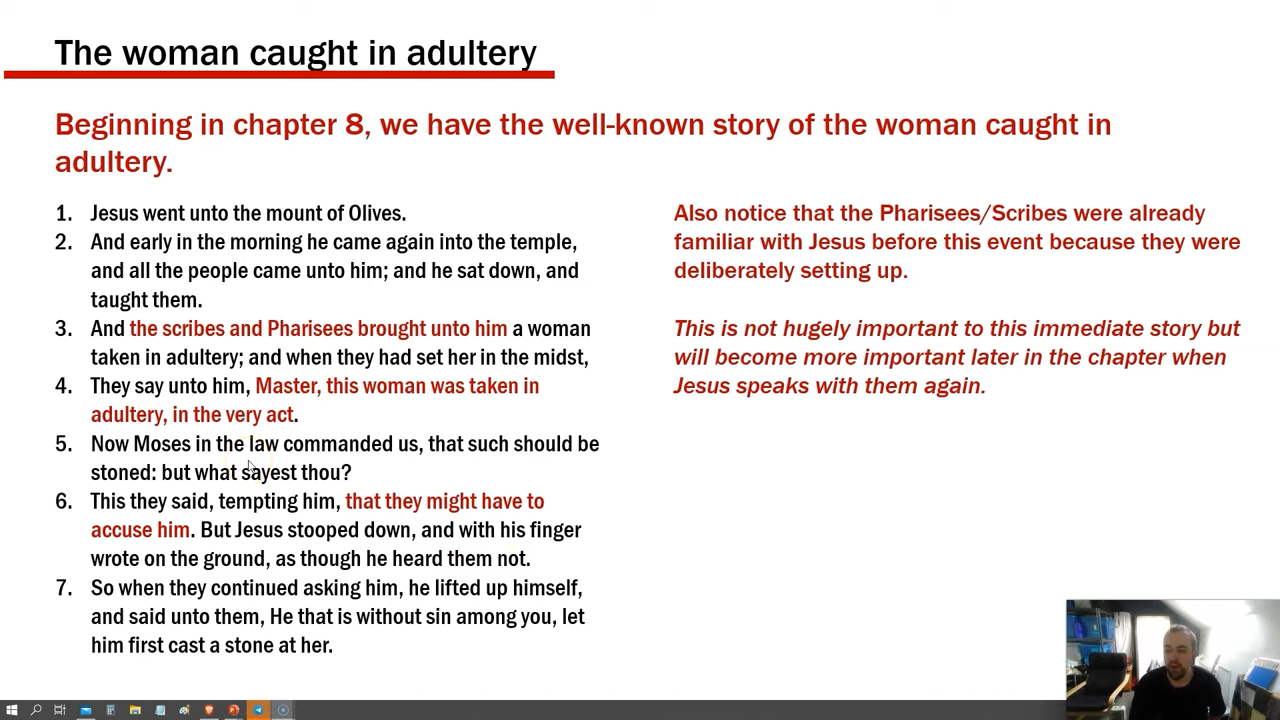 The woman caught in adultery
Beginning in chapter 8, we have the well-known story of the woman caught in
adultery.
1. Jesus went unto the mount of Olives.
2. And early in the morning he came again into the temple,
and all the people came unto him; and he sat down, and
taught them.
3. And the scribes and Pharisees brought unto him a woman
taken in adultery; and when they had set her in the midst,
4. They say unto him, Master, this woman was taken in
adultery, in the very act.
5. Now Moses in the law commanded us, that such should be
stoned: but what sayest thou?
6. This they said, tempting him, that they might have to
accuse him. But Jesus stooped down, and with his finger
wrote on the ground, as though he heard them not.
7. So when they continued asking him, he lifted up himself,
and said unto them, He that is without sin among you, let
him first cast a stone at her.
Also notice that the Pharisees/Scribes were already
familiar with Jesus before this event because they were
deliberately setting up.
This is not hugely important to this immediate story but
will become more important later in the chapter when
Jesus speaks with them again.